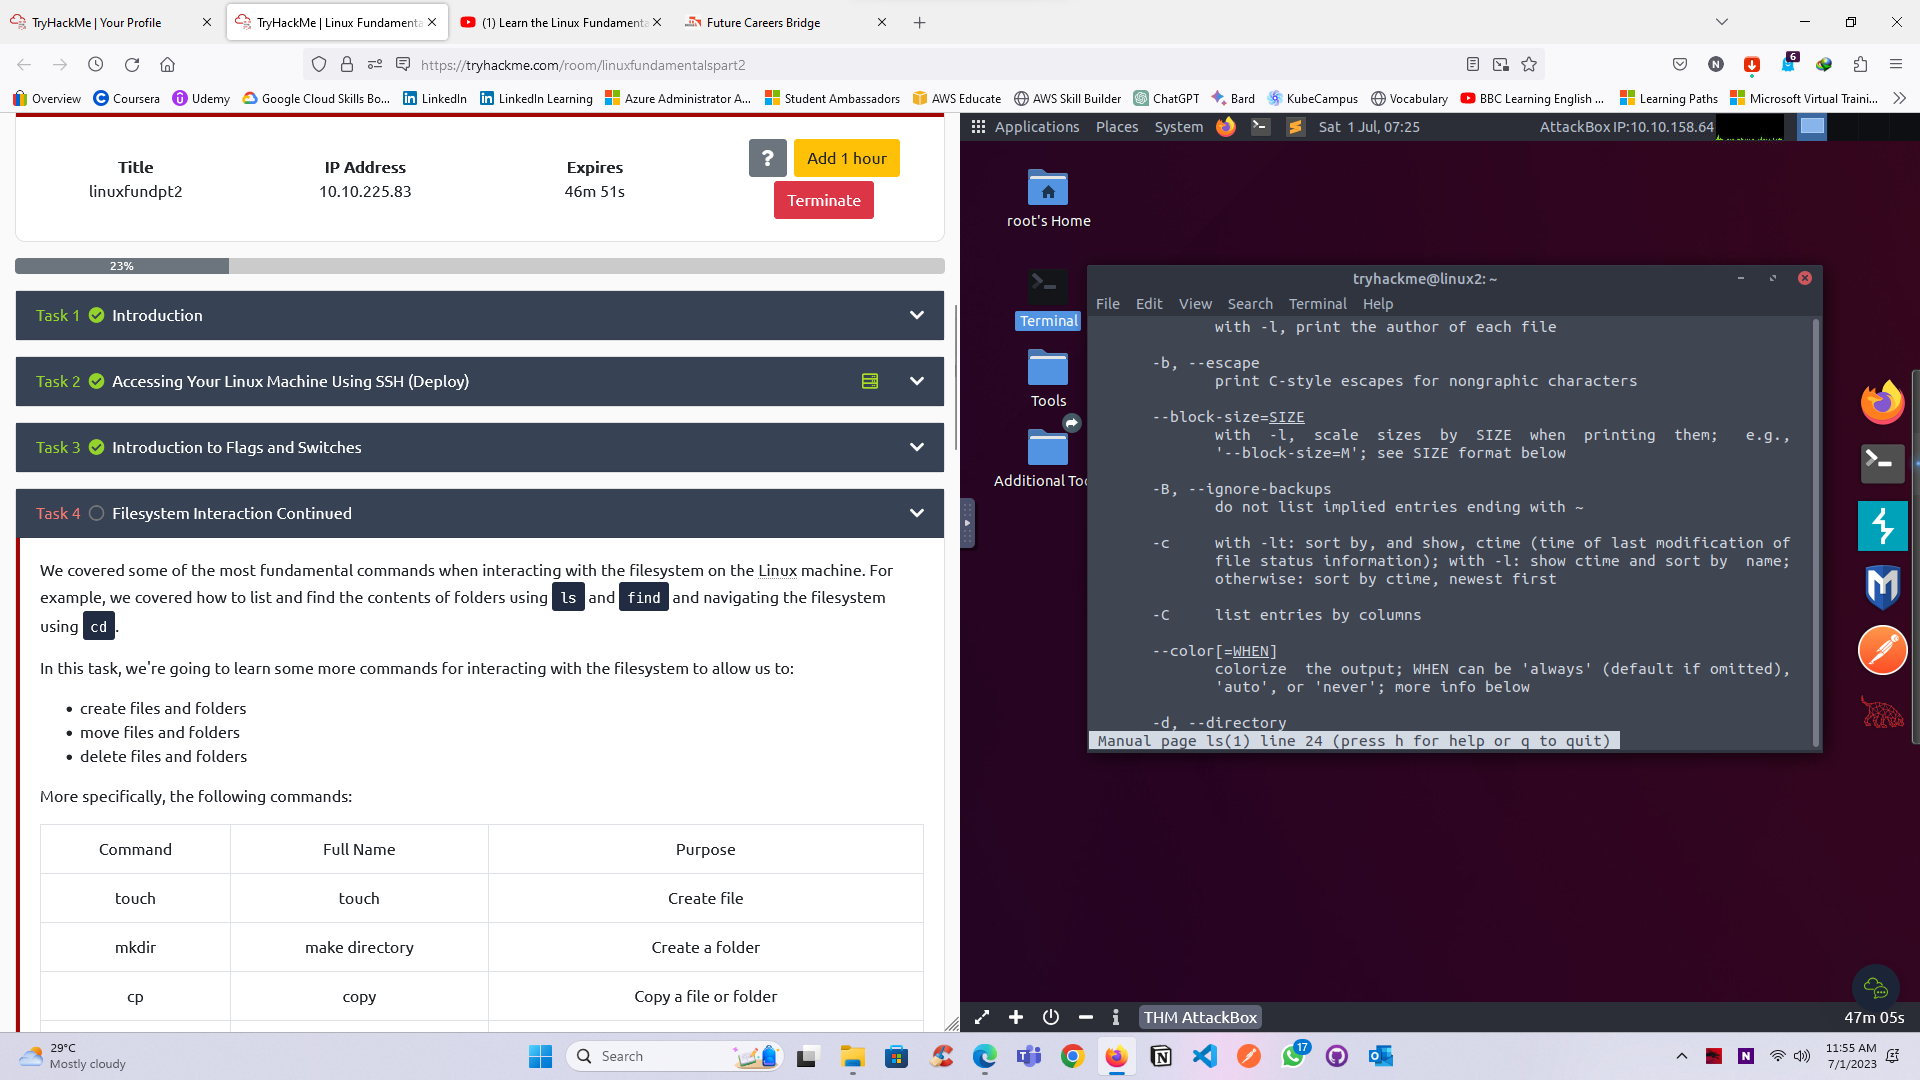 TryHackMe | Your Profile
TryHackMe | Linux Fundamenta
(1) Learn the Linux Fundamenta
Future Careers Bridge
https://tryhackme.com/room/linuxfundamentalspart2
N
6
Overview
Coursera
Udemy
Google Cloud Skills Bo...
LinkedIn
LinkedIn Learning
Azure Administrator A...
Student Ambassadors
AWS Educate
AWS Skill Builder
ChatGPT
Bard
KubeCampus
Vocabulary
BBC Learning English ...
Learning Paths
Microsoft Virtual Traini...
Title
IP Address
Expires
linuxfundpt2
10.10.225.83
46m 51s
?
Add 1 hour
Terminate
23%
Task 1 Introduction
Task 2 Accessing Your Linux Machine Using SSH (Deploy)
Task 3 Introduction to Flags and Switches
Task 4 Filesystem Interaction Continued
We covered some of the most fundamental commands when interacting with the filesystem on the Linux machine. For
example, we covered how to list and find the contents of folders using ls and find and navigating the filesystem
using cd.
In this task, we're going to learn some more commands for interacting with the filesystem to allow us to:
• create files and folders
• move files and folders
• delete files and folders
More specifically, the following commands:
Command Full Name Purpose
touch touch Create file
mkdir make directory Create a folder
cp copy Copy a file or folder
Applications Places System
Sat 1 Jul, 07:25
AttackBox IP:10.10.158.64
root's Home
Terminal
Tools
Additional Too
tryhackme@linux2: ~
File Edit View Search Terminal Help
with -l, print the author of each file
-b, --escape
print C-style escapes for nongraphic characters
--block-size=SIZE
with -l, scale sizes by SIZE when printing them; e.g.,
'--block-size=M'; see SIZE format below
-B, --ignore-backups
do not list implied entries ending with ~
-c with -lt: sort by, and show, ctime (time of last modification of
file status information); with -l: show ctime and sort by name;
otherwise: sort by ctime, newest first
-C list entries by columns
--color[=WHEN]
colorize the output; WHEN can be 'always' (default if omitted),
'auto', or 'never'; more info below
-d, --directory
Manual page ls(1) line 24 (press h for help or q to quit)
THM AttackBox
47m 05s
29°C
Mostly cloudy
Search
17
N
11:55 AM
7/1/2023